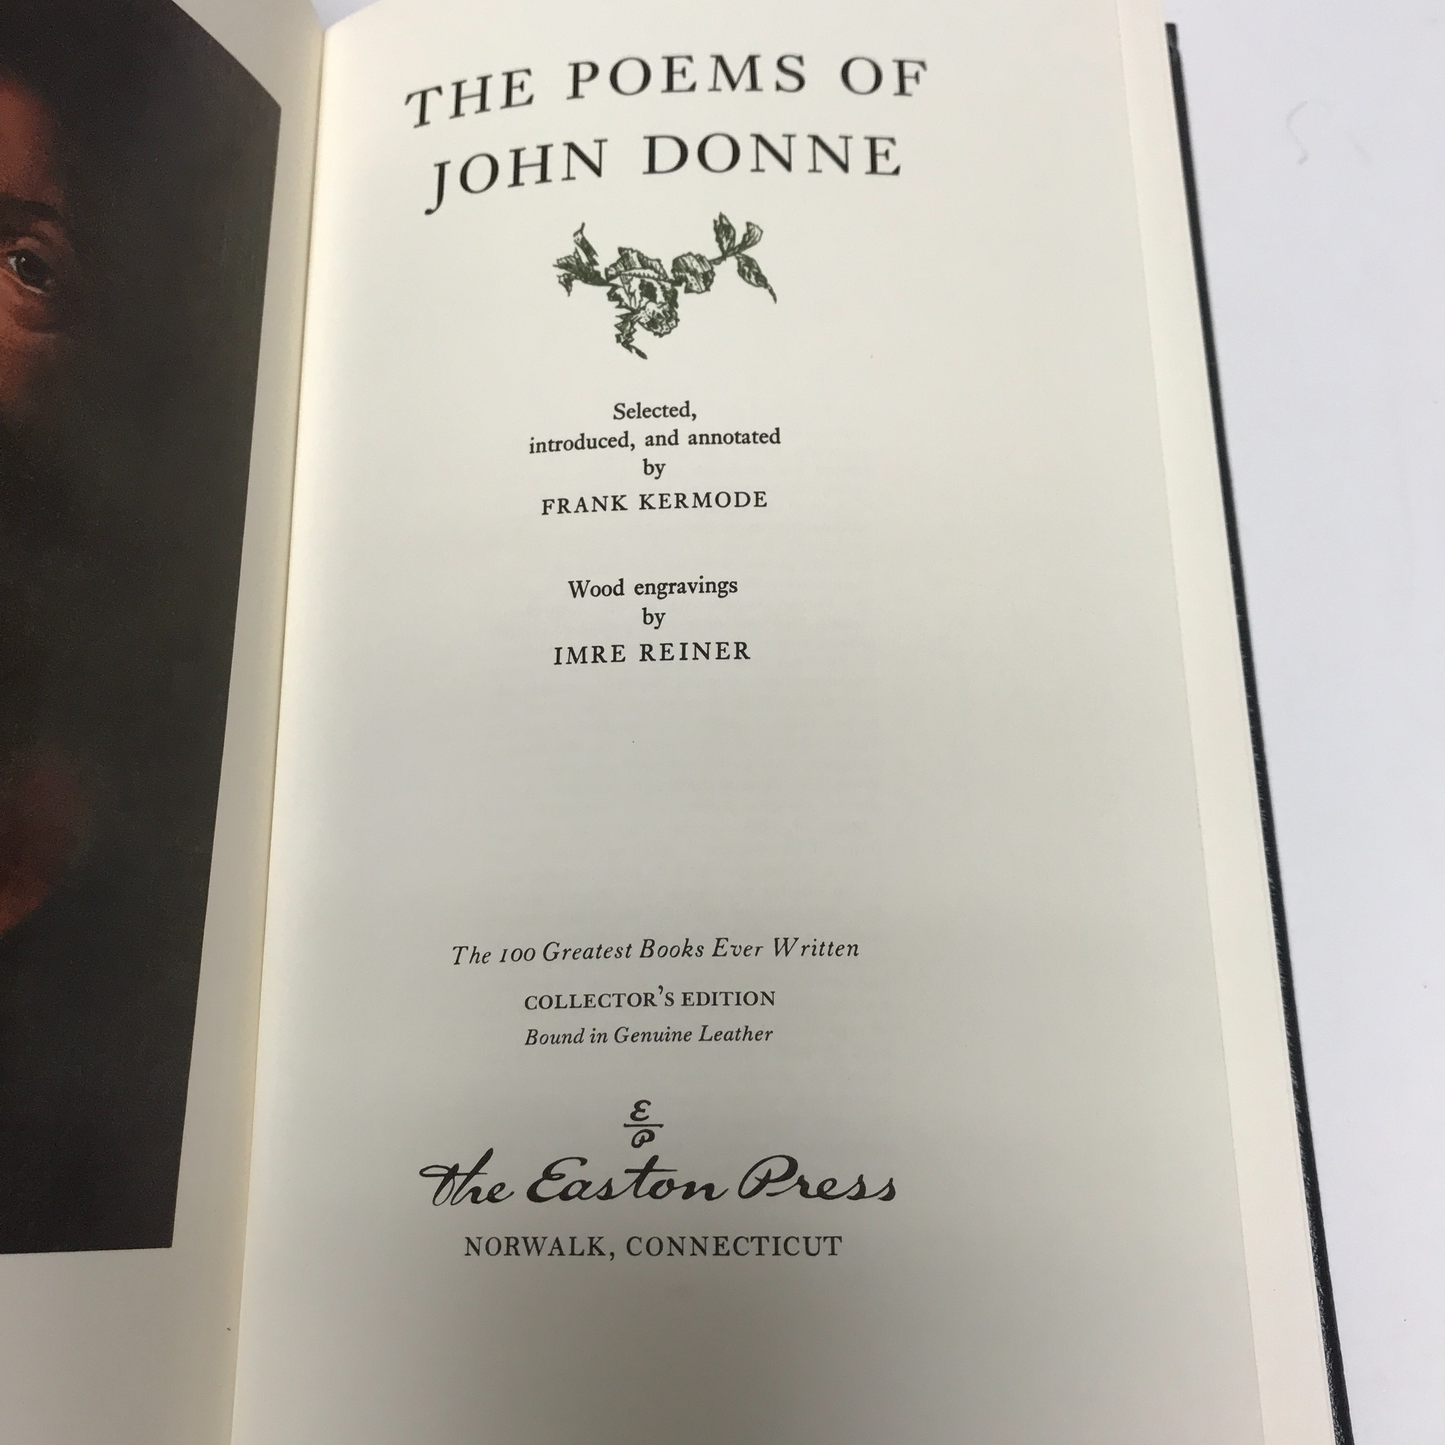 THE POEMS OF
JOHN DONNE
Selected,
introduced, and annotated
by
FRANK KERMODE
Wood engravings
by
IMRE REINER
The 100 Greatest Books Ever Written
COLLECTOR'S EDITION
Bound in Genuine Leather
E
P
The Easton Press
NORWALK, CONNECTICUT